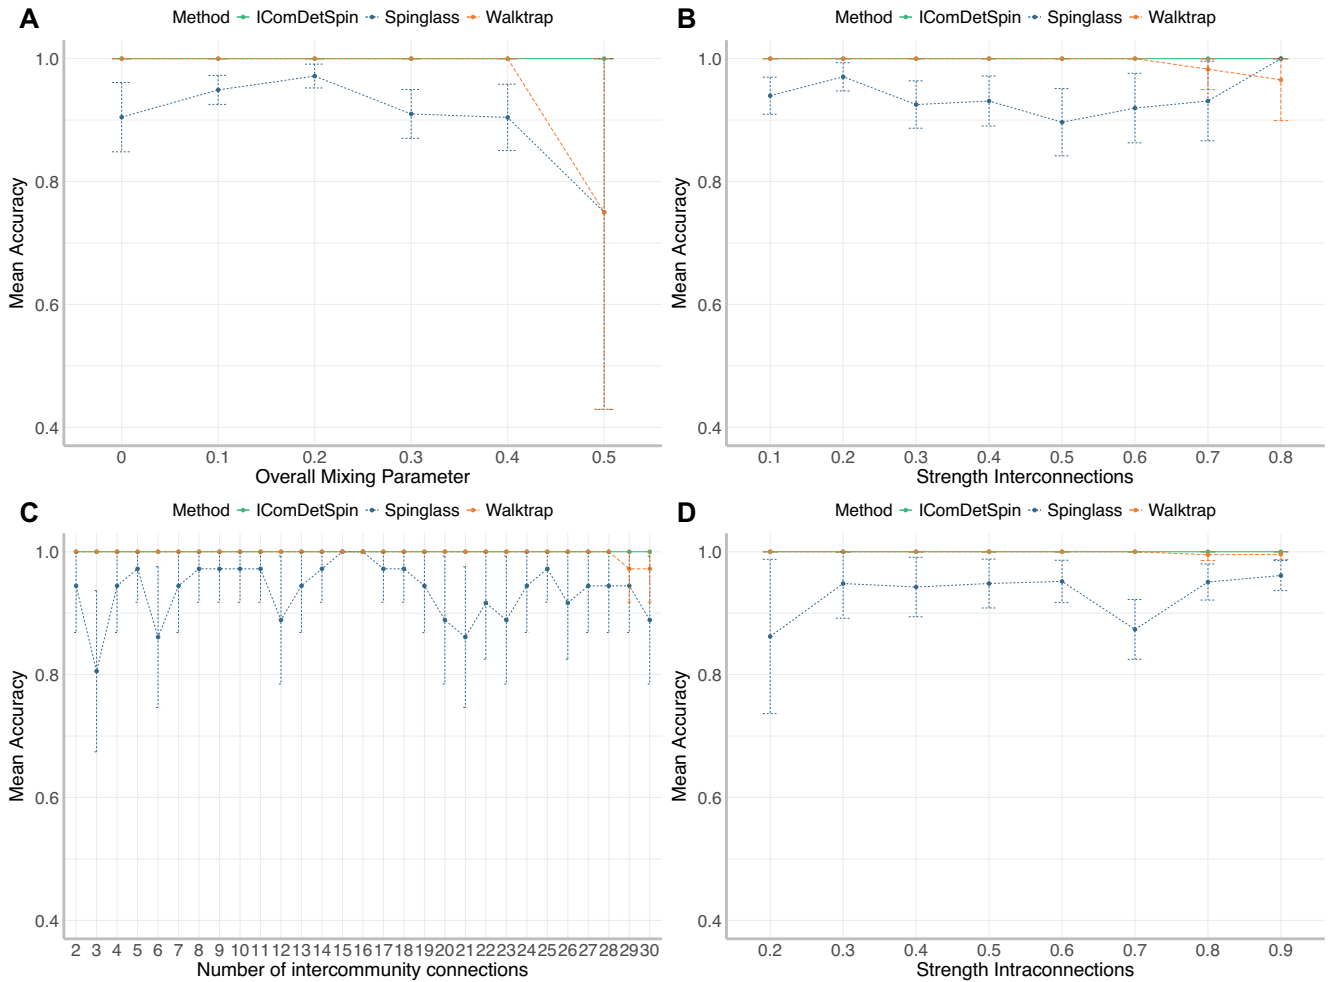 A
Method IComDetSpin Spinglass Walktrap
1.0
0.8
0.6
0.4
Mean Accuracy
0 0.1 0.2 0.3 0.4 0.5
Overall Mixing Parameter
B
Method IComDetSpin Spinglass Walktrap
1.0
0.8
0.6
0.4
Mean Accuracy
0.1 0.2 0.3 0.4 0.5 0.6 0.7 0.8
Strength Interconnections
C
Method IComDetSpin Spinglass Walktrap
1.0
0.8
0.6
0.4
Mean Accuracy
2 3 4 5 6 7 8 9 10 11 12 13 14 15 16 17 18 19 20 21 22 23 24 25 26 27 28 29 30
Number of intercommunity connections
D
Method IComDetSpin Spinglass Walktrap
1.0
0.8
0.6
0.4
Mean Accuracy
0.2 0.3 0.4 0.5 0.6 0.7 0.8 0.9
Strength Intraconnections